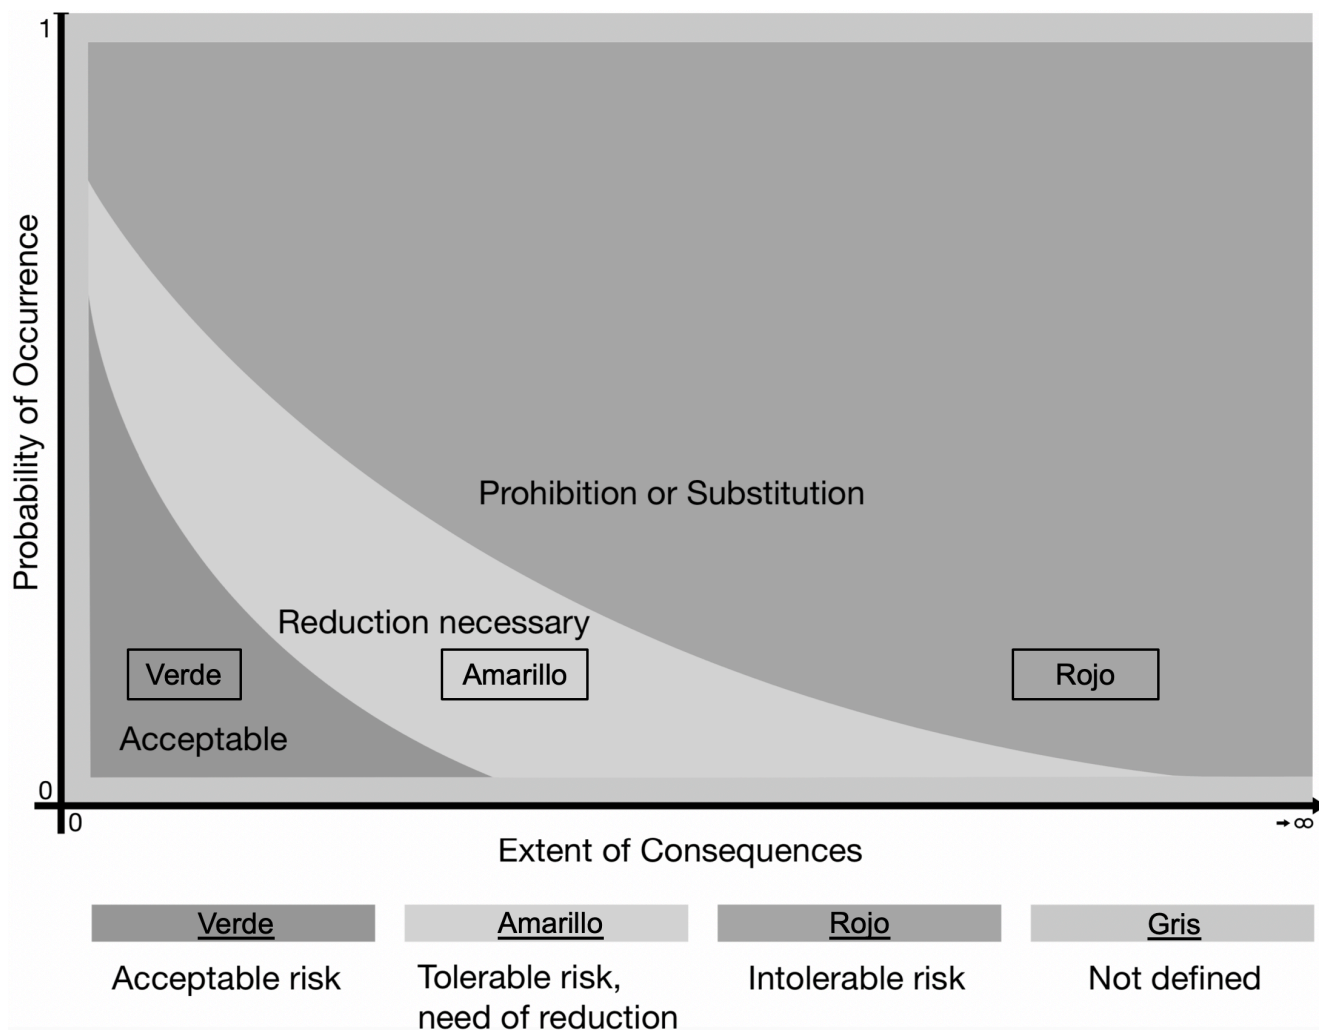 1
Probability of Occurrence
Prohibition or Substitution
Reduction necessary
Verde
Amarillo
Rojo
Acceptable
0
0
→ ∞
Extent of Consequences
Verde
Amarillo
Rojo
Gris
Acceptable risk
Tolerable risk,
need of reduction
Intolerable risk
Not defined